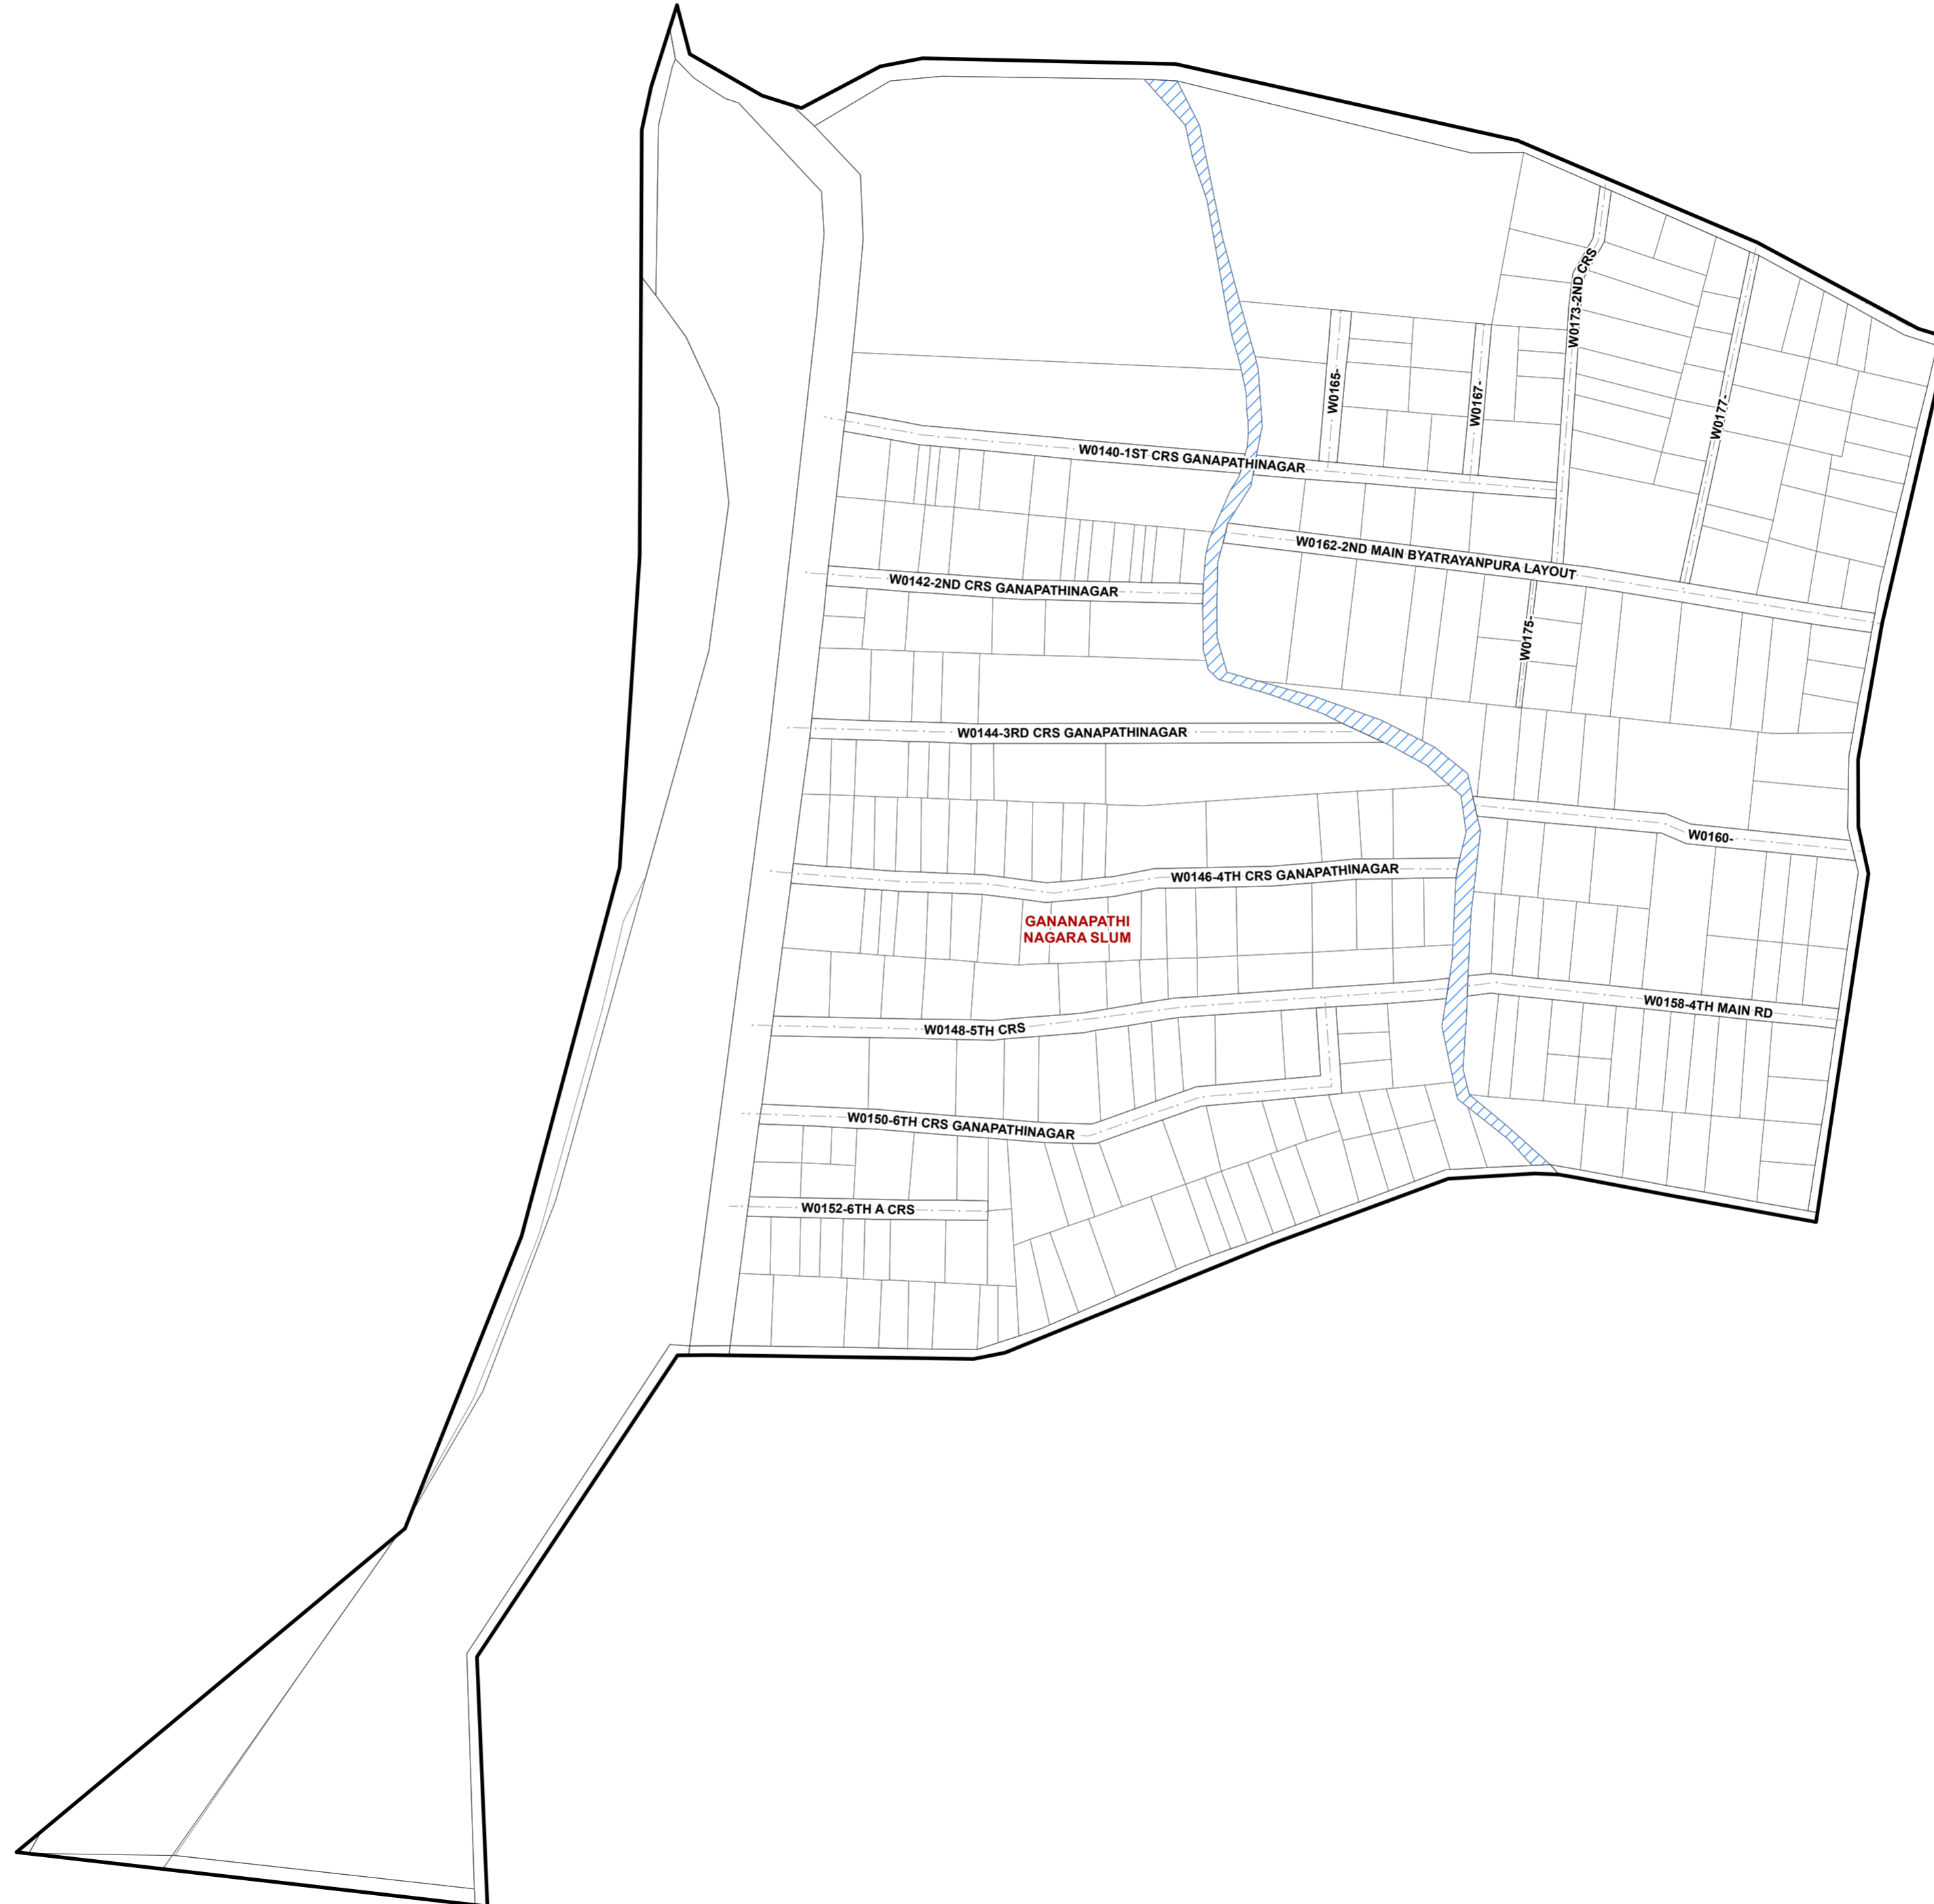 W0173-2ND CRS
W0165-
W0167-
W0177-
W0140-1ST CRS GANAPATHINAGAR
W0162-2ND MAIN BYATRAYANPURA LAYOUT
W0142-2ND CRS GANAPATHINAGAR
W0175-
W0144-3RD CRS GANAPATHINAGAR
W0160-
W0146-4TH CRS GANAPATHINAGAR
GANANAPATHI
NAGARA SLUM
W0158-4TH MAIN RD
W0148-5TH CRS
W0150-6TH CRS GANAPATHINAGAR
W0152-6TH A CRS